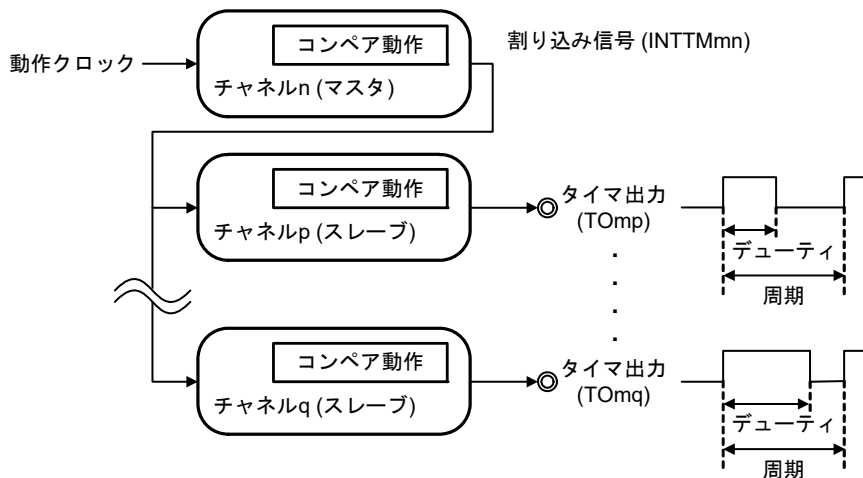 コンペア動作
割り込み信号 (INTTMmn)
動作クロック
チャネルn (マスタ)
コンペア動作
チャネルp (スレーブ)
タイマ出力
(TOmp)
デューティ
周期
コンペア動作
チャネルq (スレーブ)
タイマ出力
(TOmq)
デューティ
周期